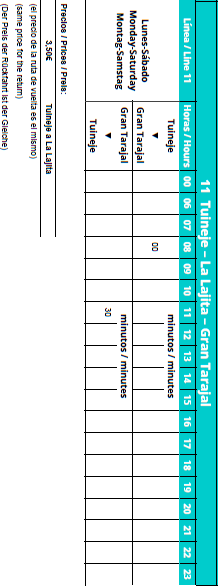 11 Tuineje – La Lajita – Gran Tarajal
Línea / Line 11 Horas / Hours 00 06 07 08 09 10 11 12 13 14 15 16 17 18 19 20 21 22 23
Lunes-Sábado
Monday-Saturday
Montag-Samstag
Tuineje
▼
Gran Tarajal
00
minutos / minutes
Gran Tarajal
▼
Tuineje
30
minutos / minutes
Precios / Prices / Preis:
3,50€ Tuineje a La Lajita
(el precio de la ruta de vuelta es el mismo)
(same price for the return)
(Der Preis der Rückfahrt ist der Gleiche)